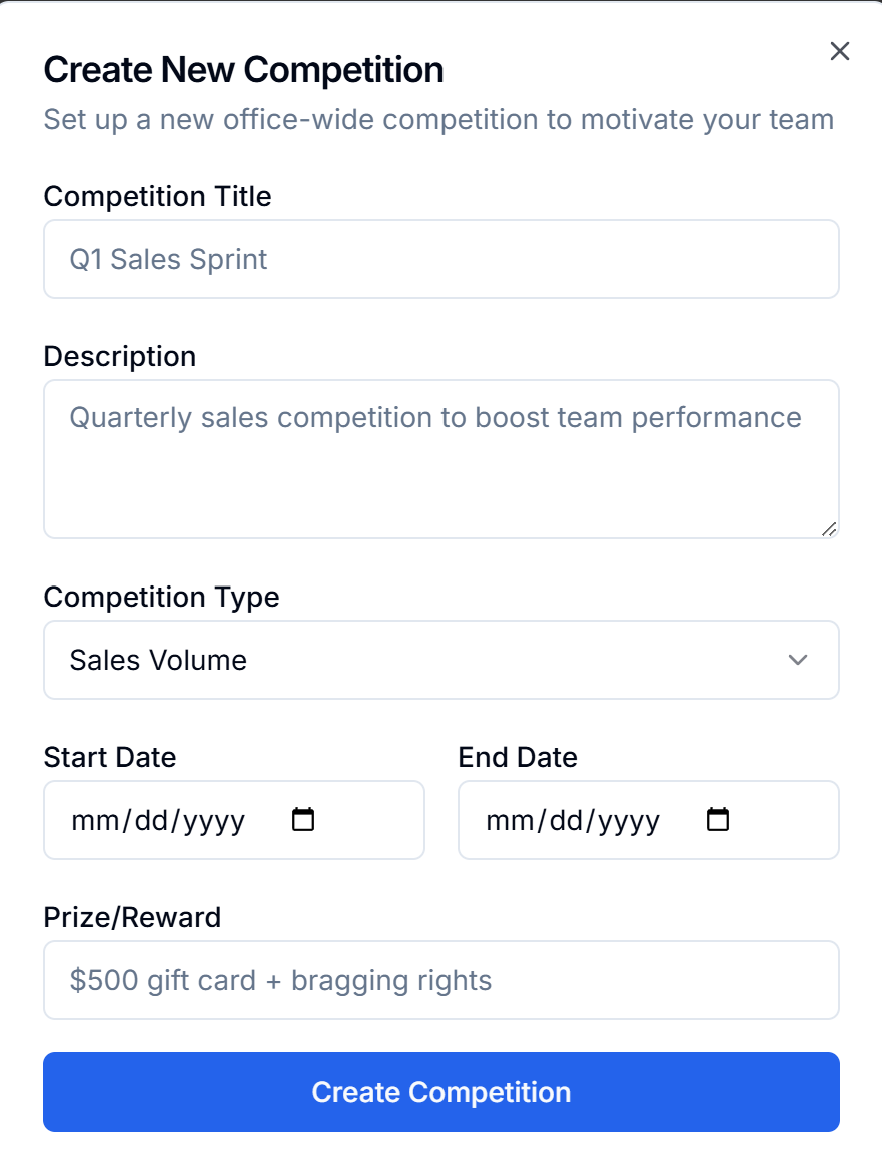 Create New Competition
Set up a new office-wide competition to motivate your team
Competition Title
Q1 Sales Sprint
Description
Quarterly sales competition to boost team performance
Competition Type
Sales Volume
Start Date
End Date
mm/dd/yyyy
mm/dd/yyyy
Prize/Reward
$500 gift card + bragging rights
Create Competition